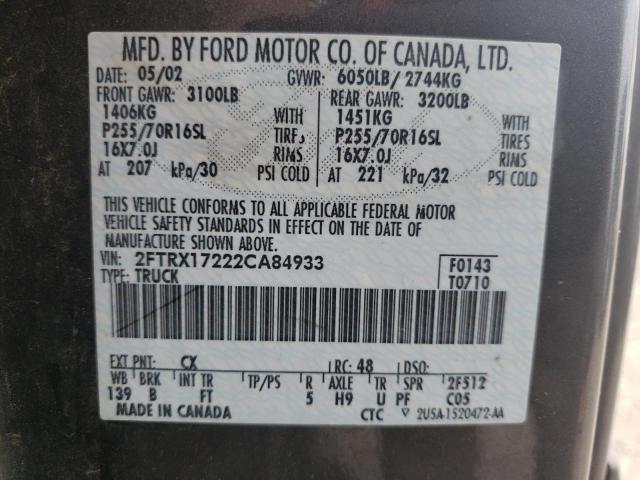 MFD. BY FORD MOTOR CO. OF CANADA, LTD.
DATE: 05/02 GVWR: 6050LB/ 2744KG
FRONT GAWR: 3100LB REAR GAWR: 3200LB
1406KG WITH 1451KG WITH
P255/70R16SL TIRES P255/70R16SL TIRES
16X7.0J RIMS 16X7.0J RIMS
AT 207 kPa/30 PSI COLD AT 221 kPa/32 PSI COLD
THIS VEHICLE CONFORMS TO ALL APPLICABLE FEDERAL MOTOR
VEHICLE SAFETY STANDARDS IN EFFECT ON THE DATE OF
MANUFACTURE SHOWN ABOVE.
VIN: 2FTRX17222CA84933 F0143
TYPE: TRUCK T0710
EXT PNT: CX RC: 48 DSO:
WB BRK INT TR TP/PS R AXLE TR SPR 2F512
139 B FT 5 H9 U PF C05
MADE IN CANADA CTC 2USA-1520472-AA